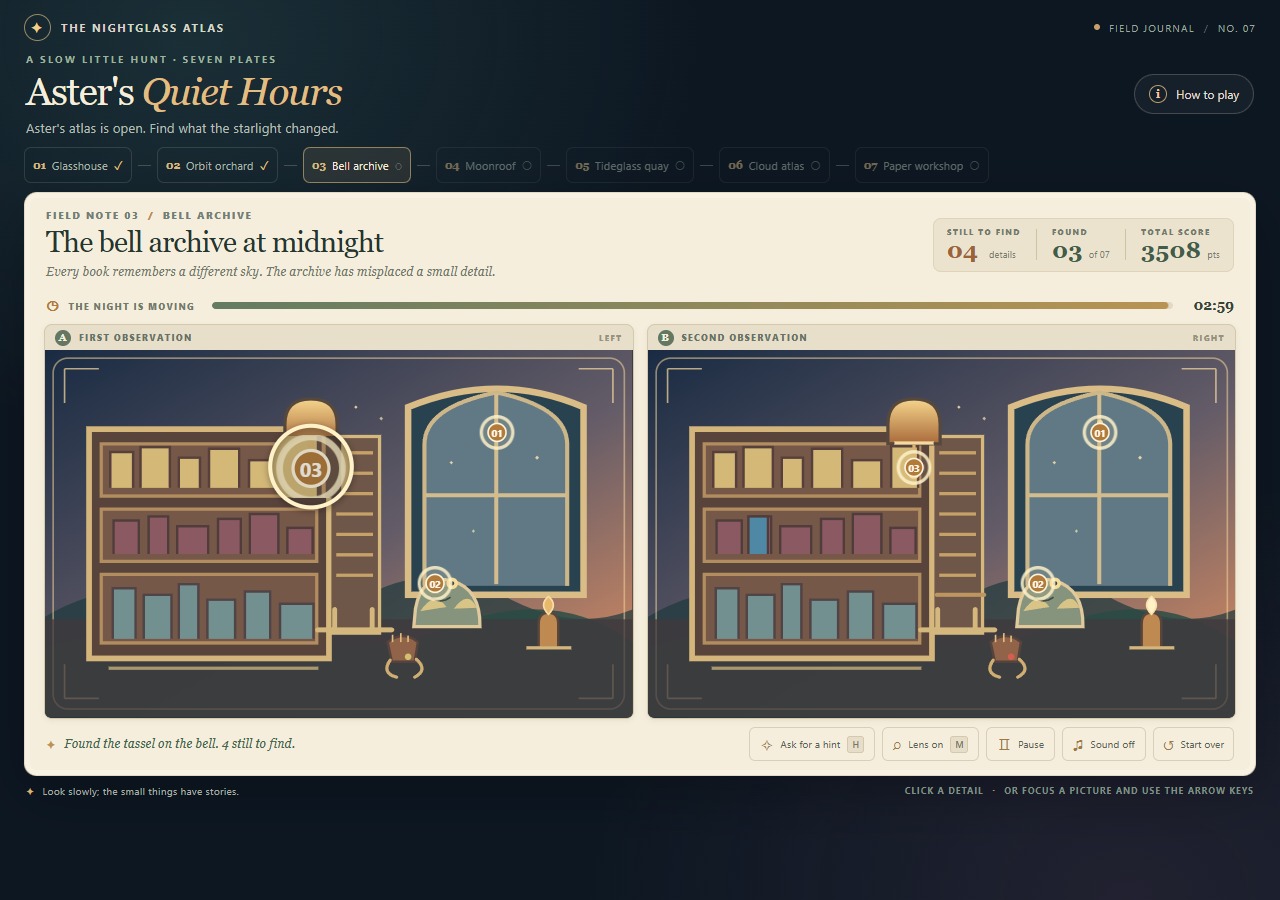 THE NIGHTGLASS ATLAS
FIELD JOURNAL / NO. 07
A SLOW LITTLE HUNT · SEVEN PLATES
Aster's Quiet Hours
How to play
Aster's atlas is open. Find what the starlight changed.
01 Glasshouse ✓
02 Orbit orchard ✓
03 Bell archive
04 Moonroof
05 Tideglass quay
06 Cloud atlas
07 Paper workshop
FIELD NOTE 03 / BELL ARCHIVE
The bell archive at midnight
Every book remembers a different sky. The archive has misplaced a small detail.
STILL TO FIND
04 details
FOUND
03 of 07
TOTAL SCORE
3508 pts
THE NIGHT IS MOVING
02:59
A FIRST OBSERVATION
LEFT
B SECOND OBSERVATION
RIGHT
01
03
02
01
03
02
Found the tassel on the bell. 4 still to find.
Ask for a hint H
Lens on M
Pause
Sound off
Start over
Look slowly; the small things have stories.
CLICK A DETAIL · OR FOCUS A PICTURE AND USE THE ARROW KEYS